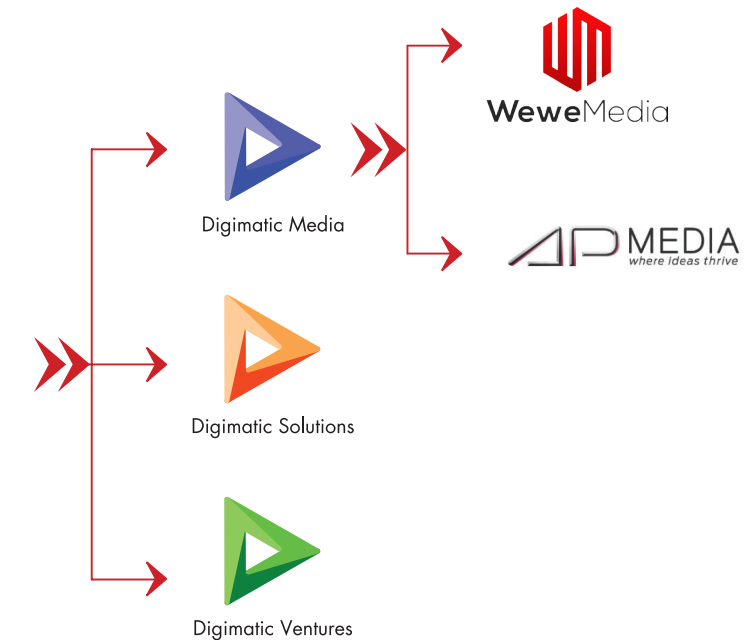 WeweMedia
Digimatic Media
AP MEDIA
where ideas thrive
Digimatic Solutions
Digimatic Ventures